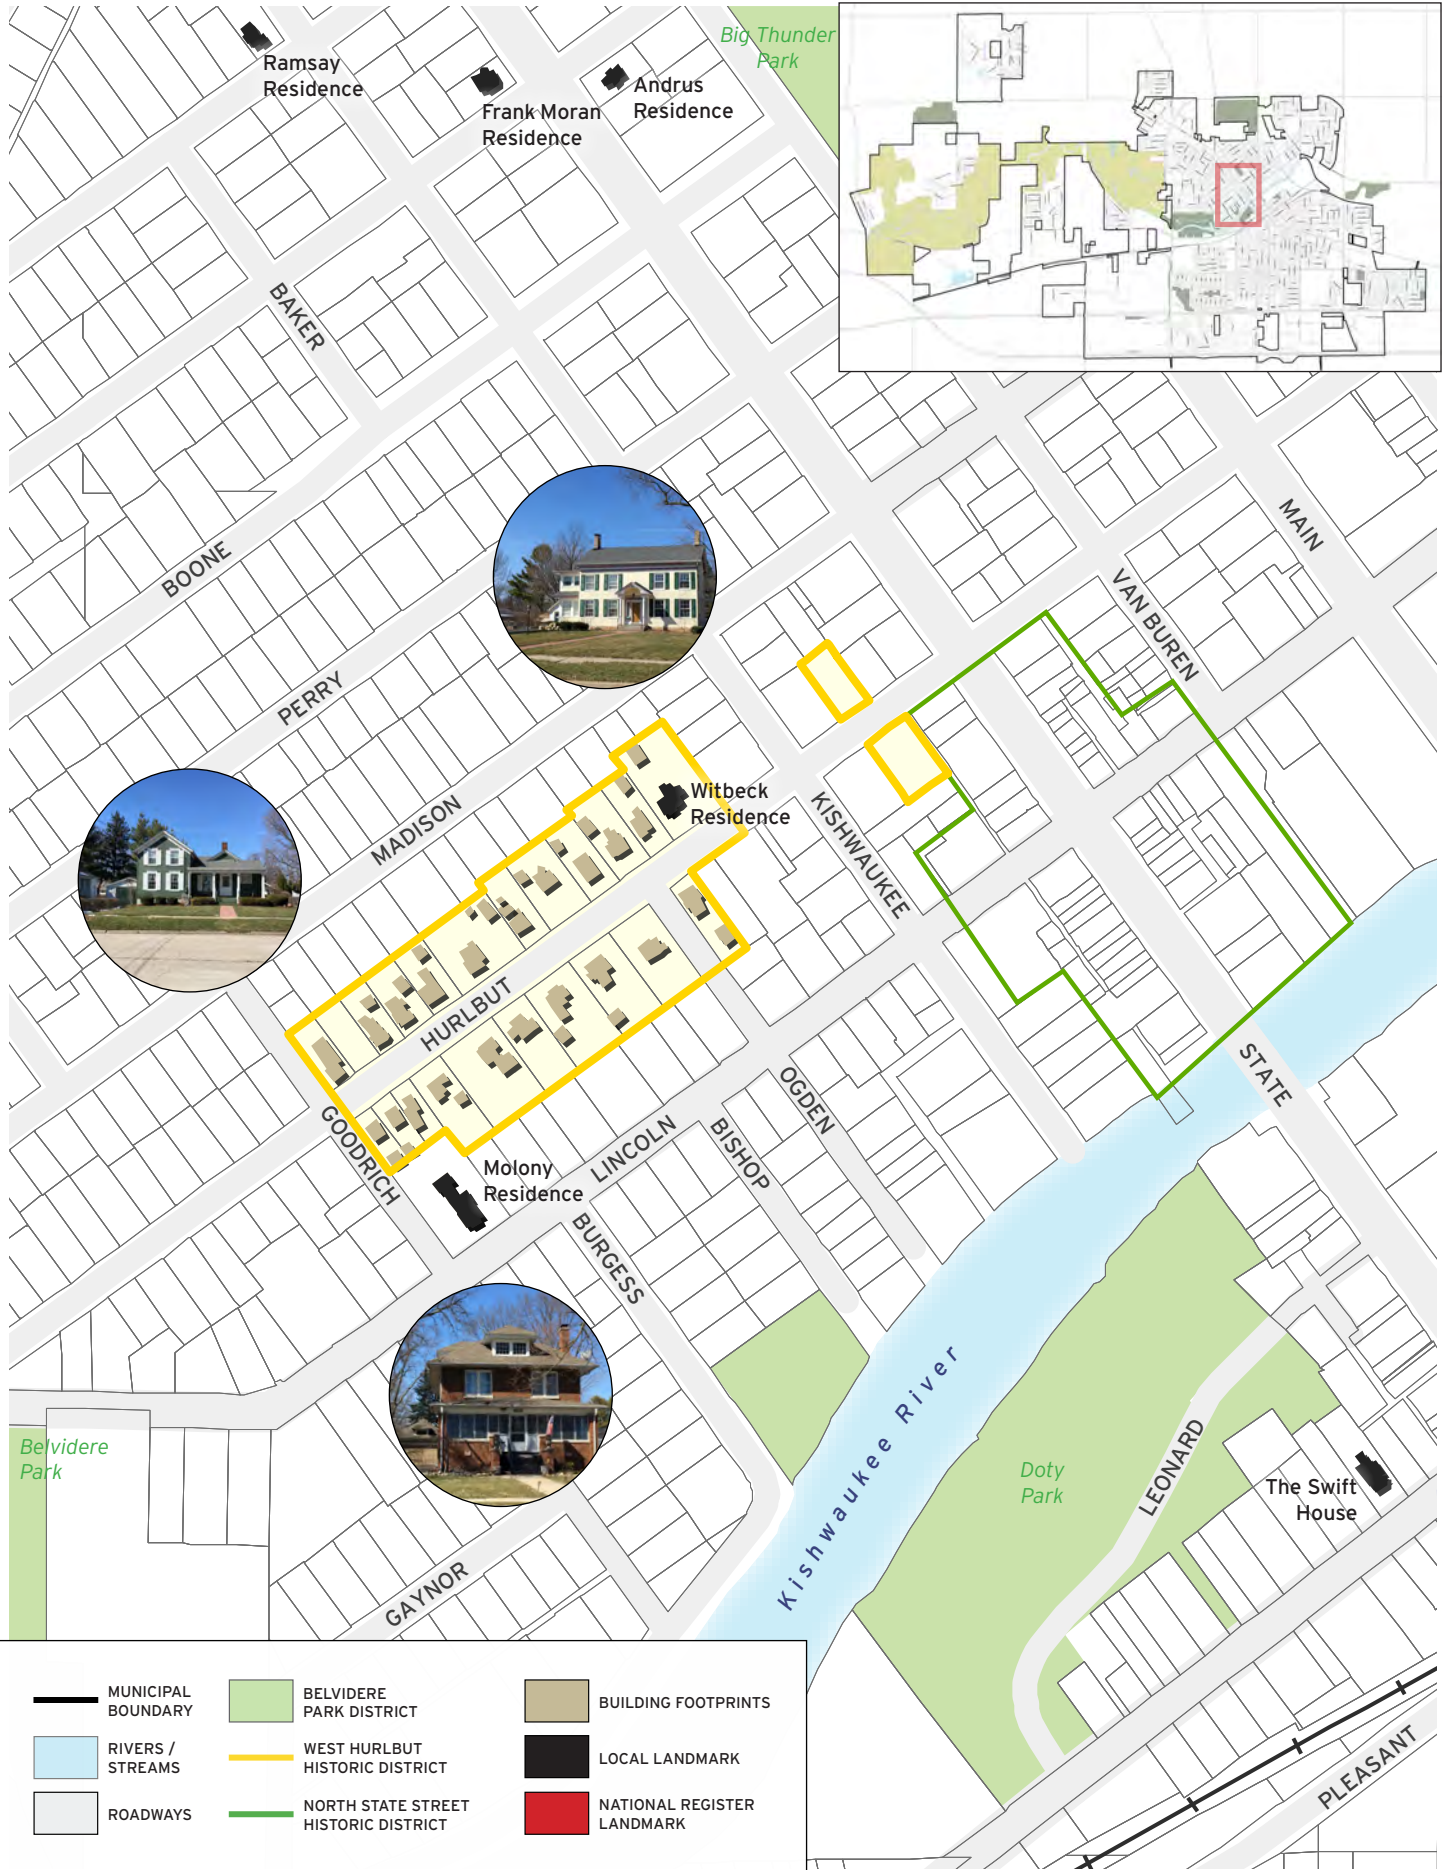 Big Thunder
Park
Ramsay
Residence
Frank Moran
Residence
Andrus
Residence
BAKER
MAIN
VAN BUREN
BOONE
PERRY
MADISON
Witbeck
Residence
KISHWAUKEE
HURLBUT
STATE
OGDEN
GOODRICH
LINCOLN
BISHOP
Molony
Residence
BURGESS
Kishwaukee River
Belvidere
Park
Doty
Park
LEONARD
The Swift
House
GAYNOR
PLEASANT
MUNICIPAL
BOUNDARY
RIVERS /
STREAMS
ROADWAYS
BELVIDERE
PARK DISTRICT
WEST HURLBUT
HISTORIC DISTRICT
NORTH STATE STREET
HISTORIC DISTRICT
BUILDING FOOTPRINTS
LOCAL LANDMARK
NATIONAL REGISTER
LANDMARK